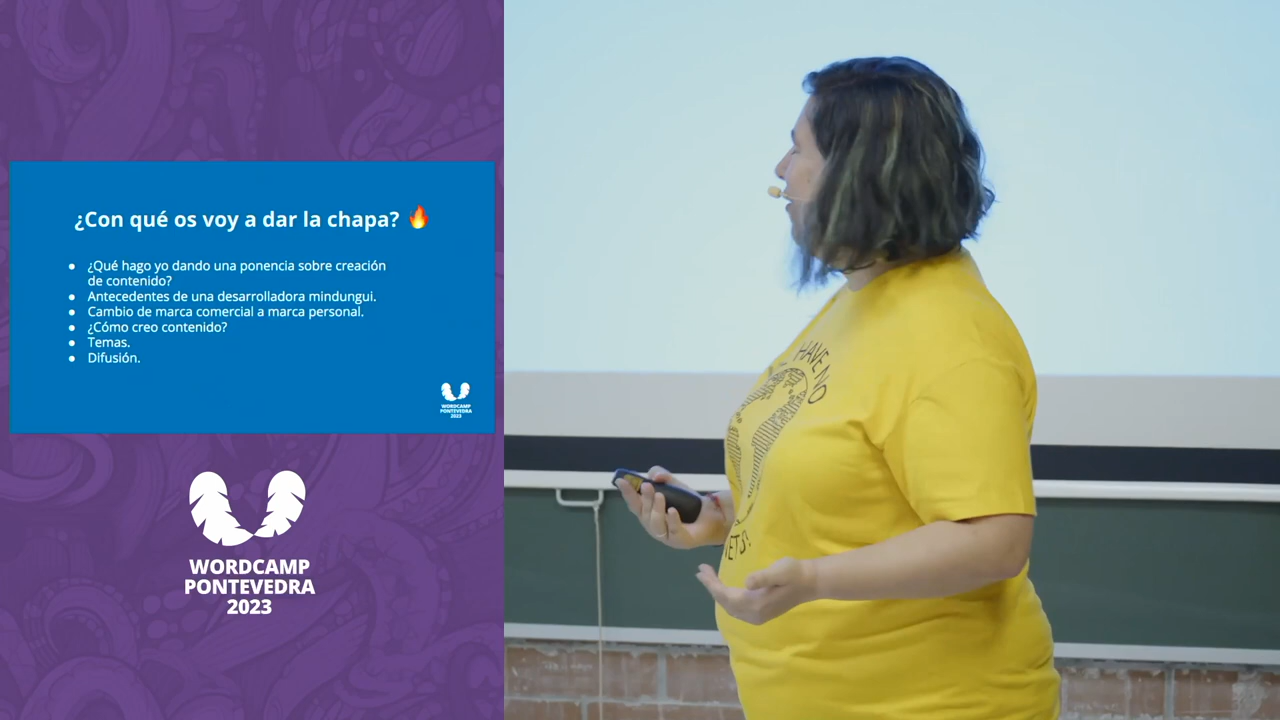 ¿Con qué os voy a dar la chapa? 🔥
● ¿Qué hago yo dando una ponencia sobre creación
de contenido?
● Antecedentes de una desarrolladora mindungui.
● Cambio de marca comercial a marca personal.
● ¿Cómo creo contenido?
● Temas.
● Difusión.
WORDCAMP
PONTEVEDRA
2023
WORDCAMP
PONTEVEDRA
2023
HAVE NO